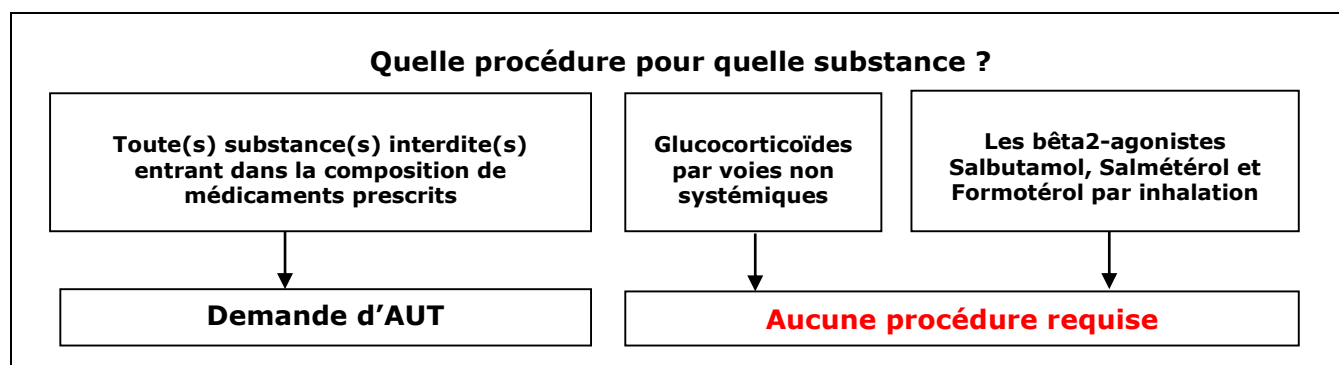 Quelle procédure pour quelle substance ?
Toute(s) substance(s) interdite(s)
entrant dans la composition de
médicaments prescrits
Glucocorticoïdes
par voies non
systémiques
Les bêta2-agonistes
Salbutamol, Salmétérol et
Formotérol par inhalation
Demande d’AUT
Aucune procédure requise